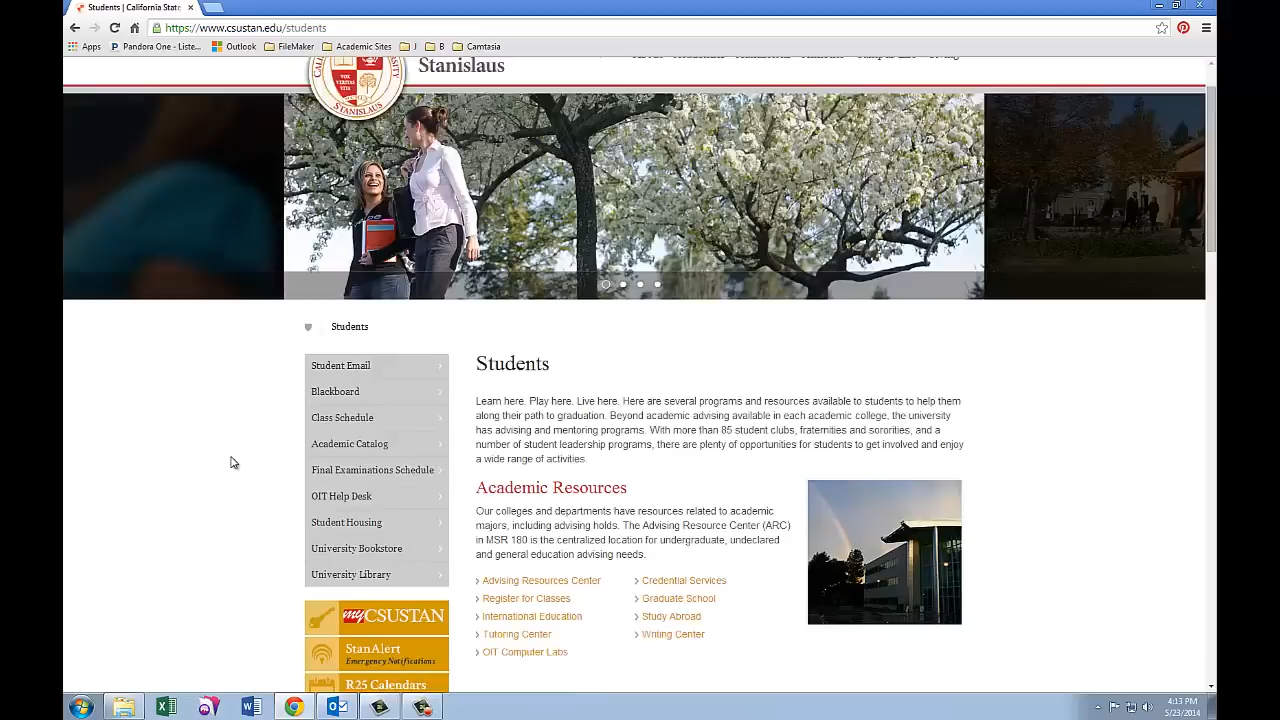 Students | California State
https://www.csustan.edu/students
Apps Pandora One - Liste... Outlook FileMaker Academic Sites J B Camtasia
Stanislaus
VOX VERITAS VITA
STANISLAUS
Students
Student Email
Blackboard
Class Schedule
Academic Catalog
Final Examinations Schedule
OIT Help Desk
Student Housing
University Bookstore
University Library
myCSUSTAN
StanAlert
Emergency Notifications
R25 Calendars
Students
Learn here. Play here. Live here. Here are several programs and resources available to students to help them
along their path to graduation. Beyond academic advising available in each academic college, the university
has advising and mentoring programs. With more than 85 student clubs, fraternities and sororities, and a
number of student leadership programs, there are plenty of opportunities for students to get involved and enjoy
a wide range of activities.
Academic Resources
Our colleges and departments have resources related to academic
majors, including advising holds. The Advising Resource Center (ARC)
in MSR 180 is the centralized location for undergraduate, undeclared
and general education advising needs.
Advising Resources Center
Register for Classes
International Education
Tutoring Center
OIT Computer Labs
Credential Services
Graduate School
Study Abroad
Writing Center
4:13 PM
5/23/2014